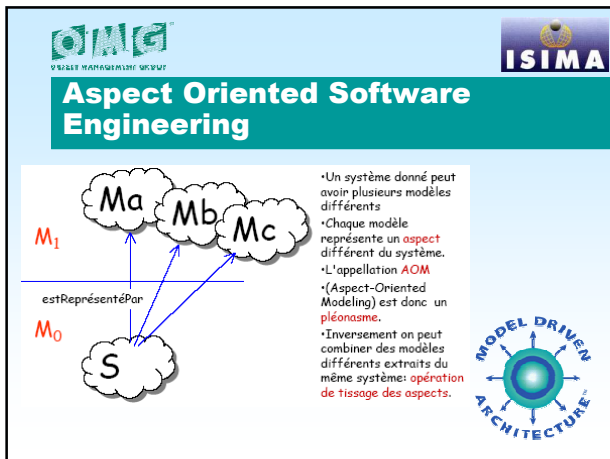 OMG
OBJECT MANAGEMENT GROUP
ISIMA
Aspect Oriented Software
Engineering
Ma
Mb
Mc
M1
estReprésentéPar
M0
S
•Un système donné peut
avoir plusieurs modèles
différents
•Chaque modèle
représente un aspect
différent du système.
•L'appellation AOM
•(Aspect-Oriented
Modeling) est donc un
pléonasme.
•Inversement on peut
combiner des modèles
différents extraits du
même système: opération
de tissage des aspects.
MODEL DRIVEN
ARCHITECTURE™